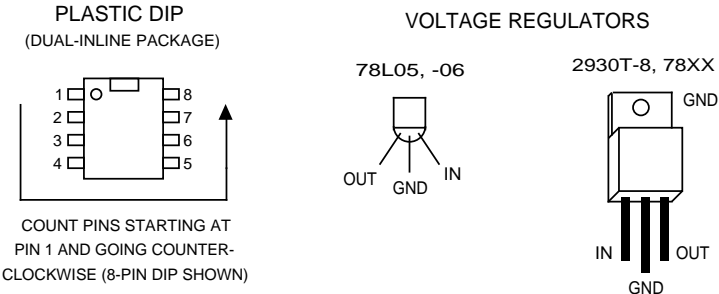 PLASTIC DIP
(DUAL-INLINE PACKAGE)
1 8
2 7
3 6
4 5
COUNT PINS STARTING AT
PIN 1 AND GOING COUNTER-
CLOCKWISE (8-PIN DIP SHOWN)
VOLTAGE REGULATORS
78L05, -06
OUT GND IN
2930T-8, 78XX
GND
IN OUT
GND